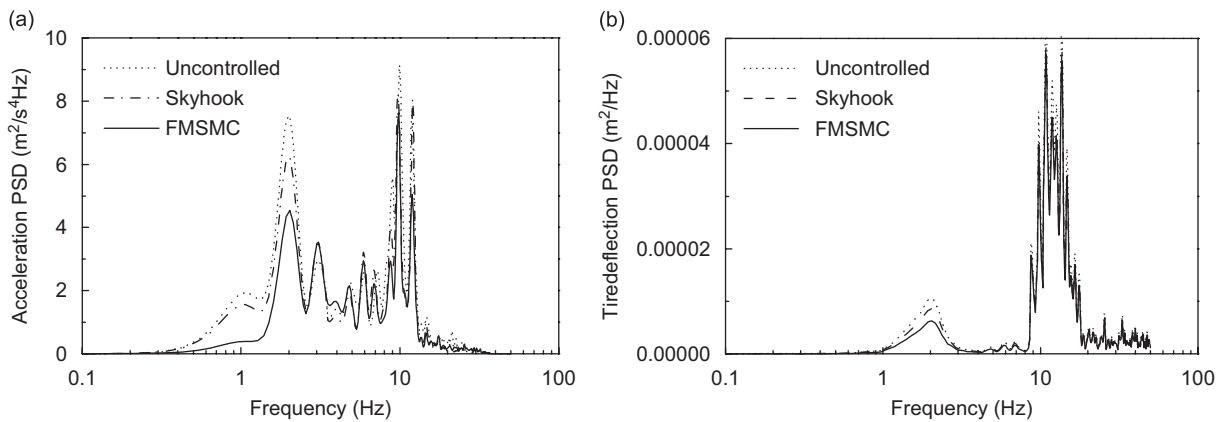 (a)
10
8
6
4
2
0
Acceleration PSD (m²/s⁴Hz)
Uncontrolled
Skyhook
FMSMC
0.1
1
10
100
Frequency (Hz)
(b)
0.00006
0.00004
0.00002
0.00000
Tiredeflection PSD (m²/Hz)
Uncontrolled
Skyhook
FMSMC
0.1
1
10
100
Frequency (Hz)